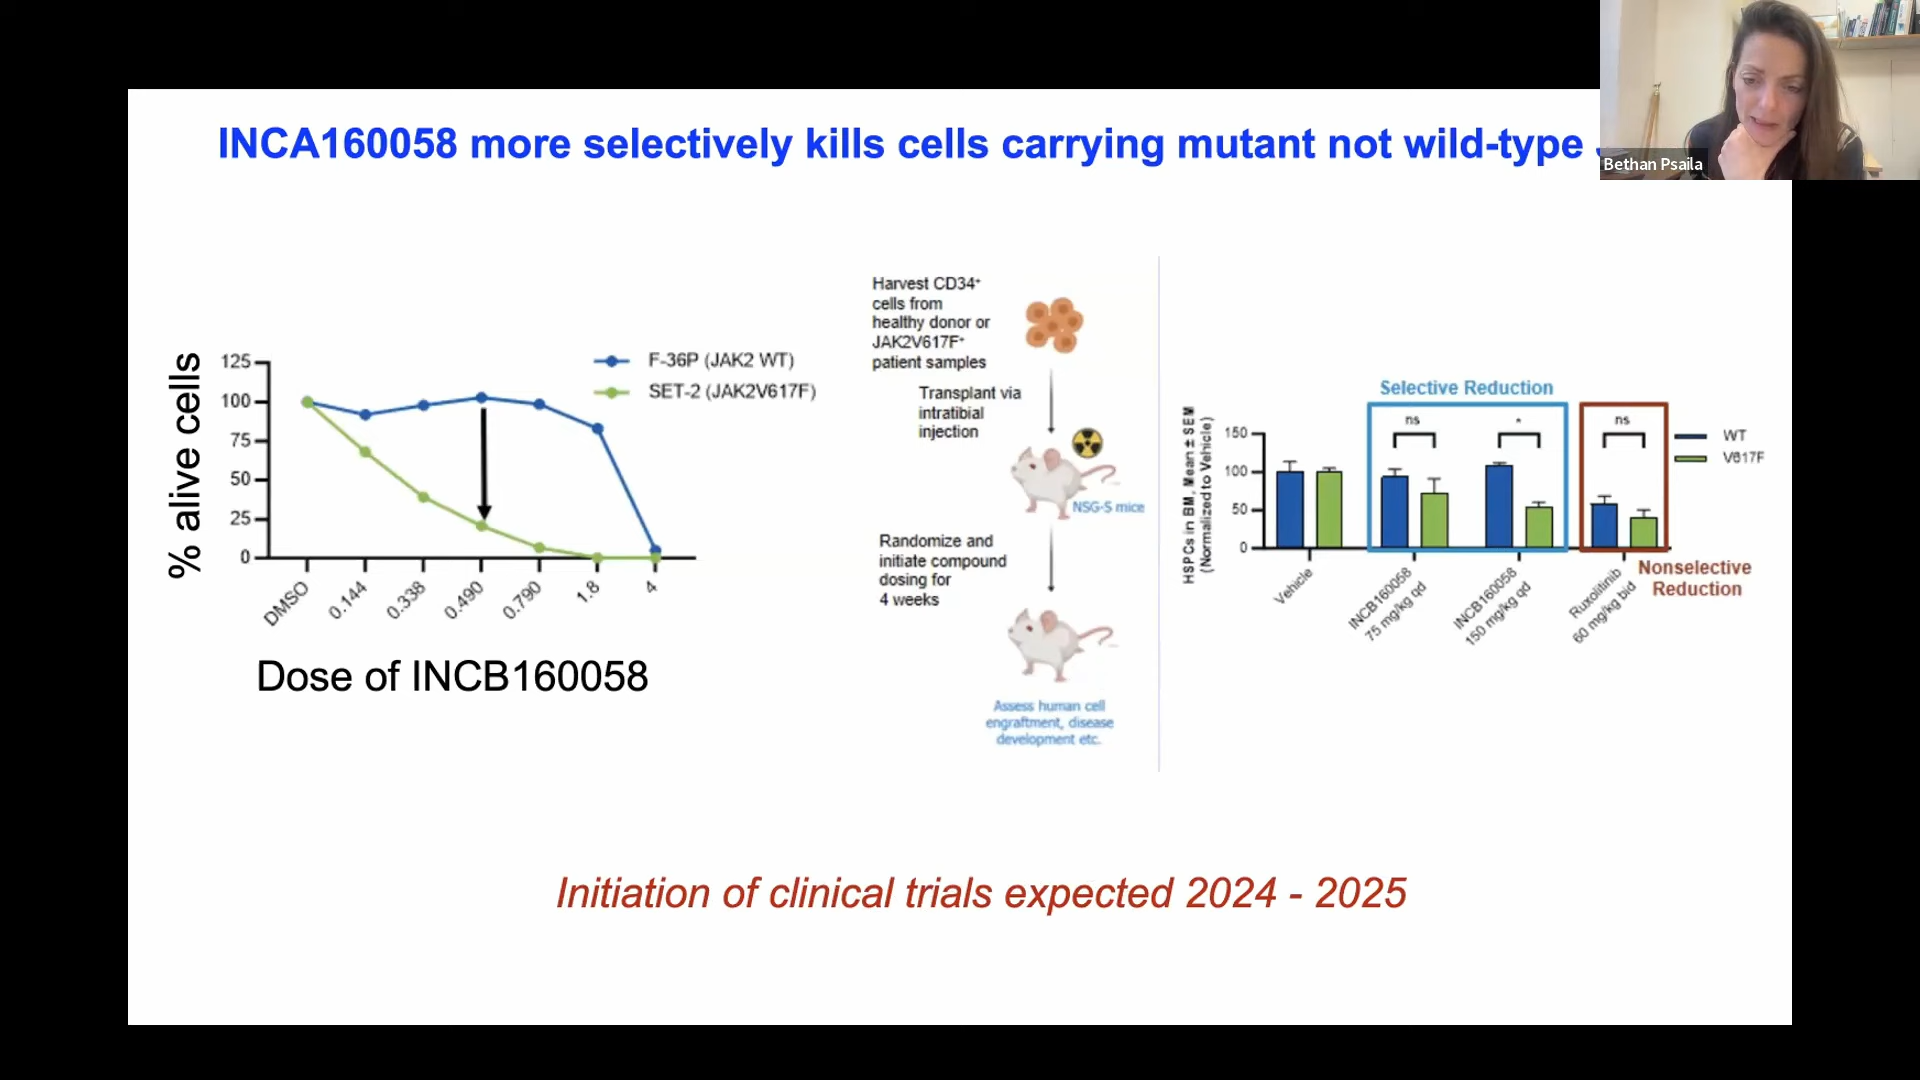 INCA160058 more selectively kills cells carrying mutant not wild-type
Bethan Psaila
% alive cells
125
100
75
50
25
0
F-36P (JAK2 WT)
SET-2 (JAK2V617F)
DMSO
0.144
0.338
0.490
0.790
1.8
4
Dose of INCB160058
Harvest CD34+
cells from
healthy donor or
JAK2V617F+
patient samples
Transplant via
intratibial
injection
NSG-S mice
Randomize and
initiate compound
dosing for
4 weeks
Assess human cell
engraftment, disease
development etc.
HSPCs in BM, Mean ± SEM
(Normalized to Vehicle)
150
100
50
0
Selective Reduction
ns
*
ns
WT
V617F
Vehicle
INCB160058
75 mg/kg qd
INCB160058
150 mg/kg qd
Ruxolitinib
60 mg/kg bid
Nonselective
Reduction
Initiation of clinical trials expected 2024 - 2025